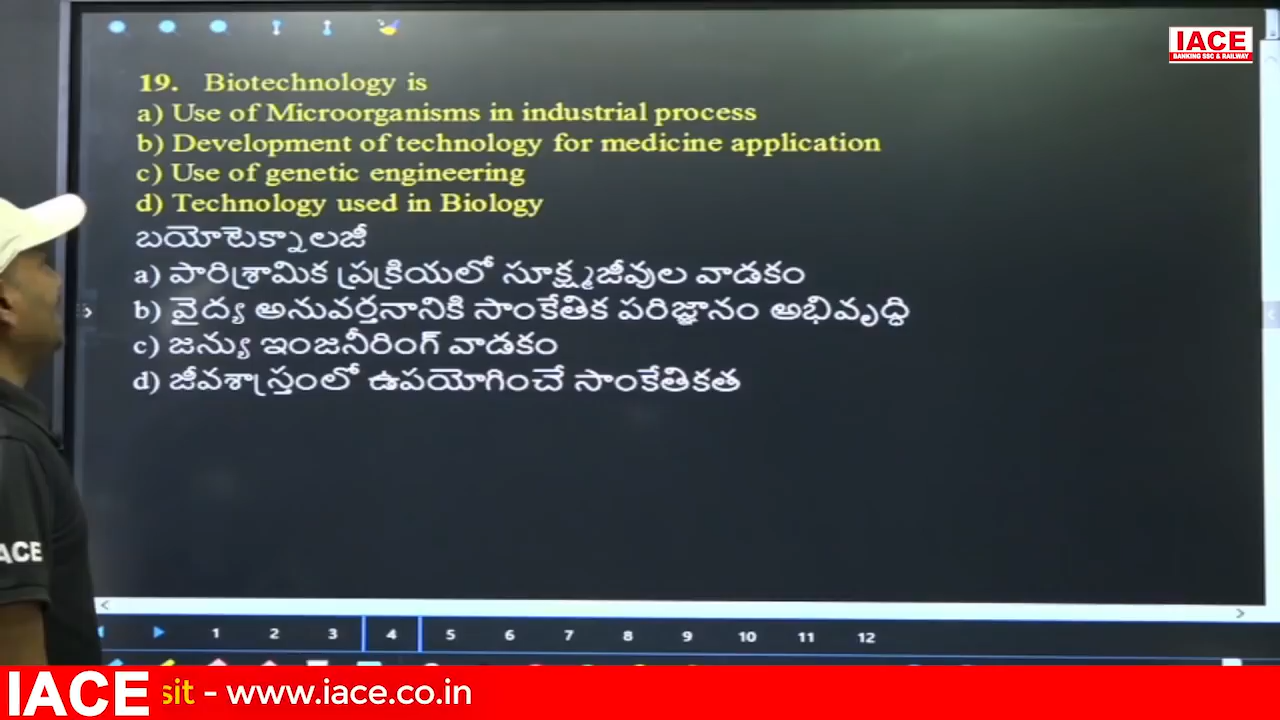 IACE
BANKING SSC & RAILWAY
19. Biotechnology is
a) Use of Microorganisms in industrial process
b) Development of technology for medicine application
c) Use of genetic engineering
d) Technology used in Biology
బయోటెక్నాలజీ
a) పారిశ్రామిక ప్రక్రియలో సూక్ష్మజీవుల వాడకం
b) వైద్య అనువర్తనానికి సాంకేతిక పరిజ్ఞానం అభివృద్ధి
c) జన్యు ఇంజనీరింగ్ వాడకం
d) జీవశాస్త్రంలో ఉపయోగించే సాంకేతికత
ACE
1 2 3 4 5 6 7 8 9 10 11 12
IACE sit - www.iace.co.in